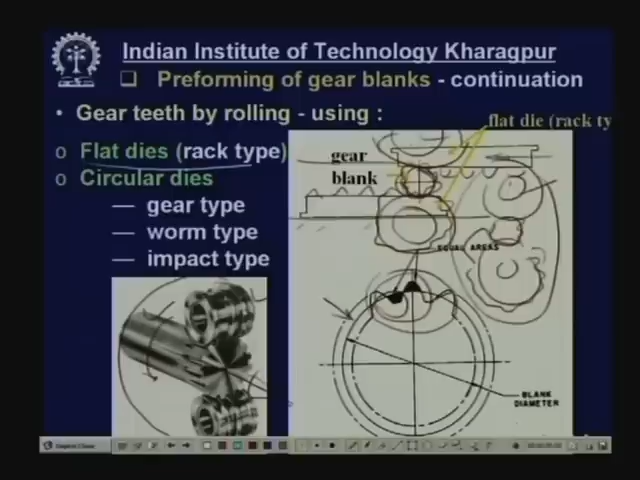 Indian Institute of Technology Kharagpur
❑ Preforming of gear blanks - continuation
• Gear teeth by rolling - using :
o Flat dies (rack type)
o Circular dies
— gear type
— worm type
— impact type
flat die (rack ty
gear
blank
EQUAL AREAS
BLANK
DIAMETER